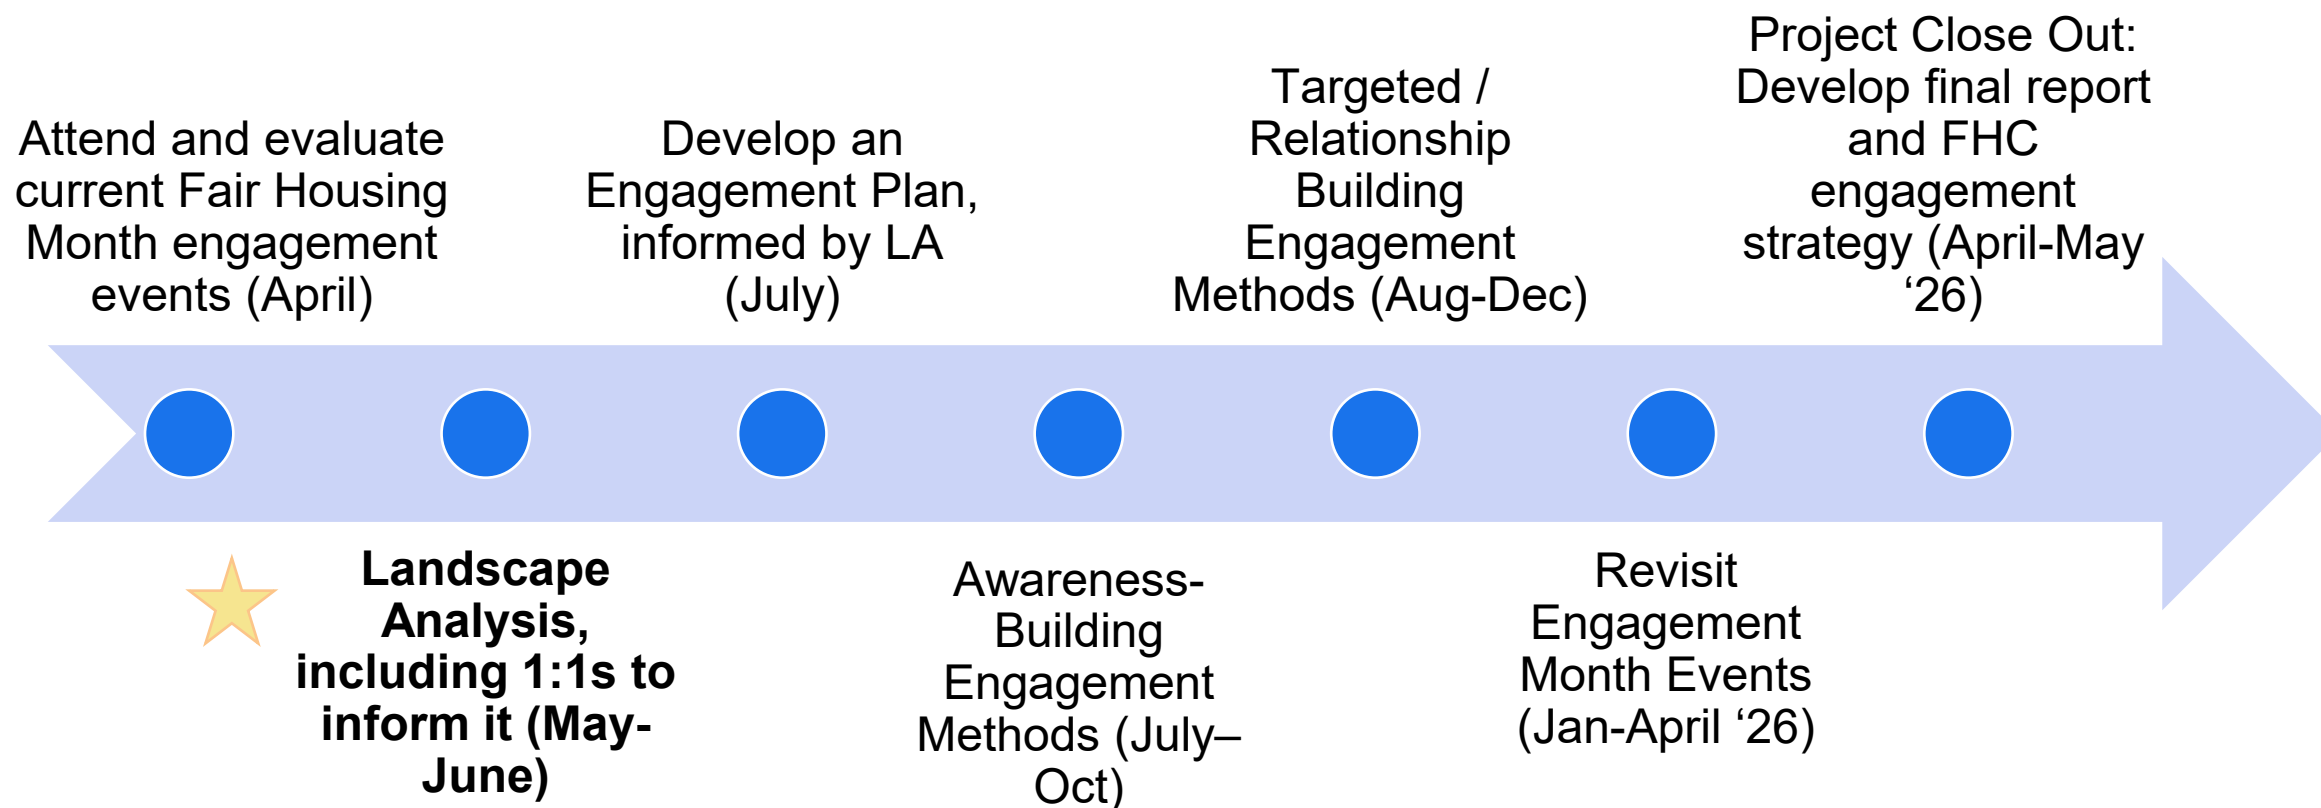 Attend and evaluate
current Fair Housing
Month engagement
events (April)
Landscape
Analysis,
including 1:1s to
inform it (May-
June)
Develop an
Engagement Plan,
informed by LA
(July)
Awareness-
Building
Engagement
Methods (July–
Oct)
Targeted /
Relationship
Building
Engagement
Methods (Aug-Dec)
Revisit
Engagement
Month Events
(Jan-April ‘26)
Project Close Out:
Develop final report
and FHC
engagement
strategy (April-May
‘26)